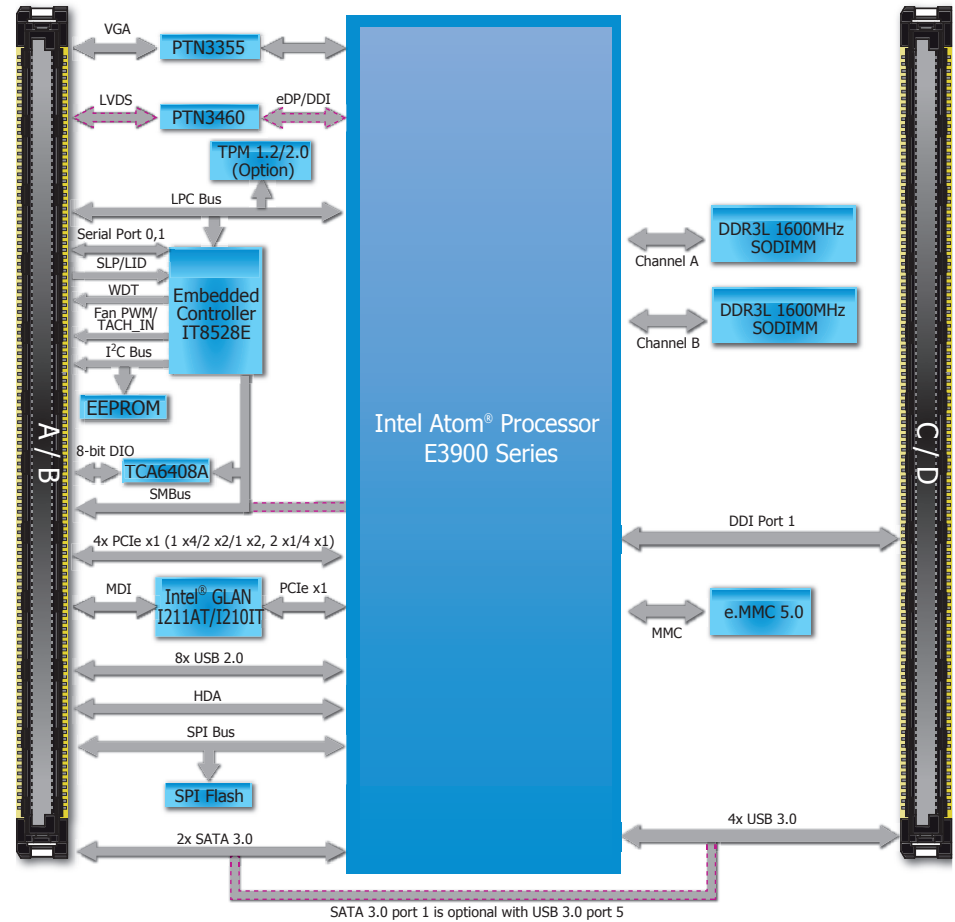 VGA
PTN3355
LVDS
PTN3460
eDP/DDI
TPM 1.2/2.0
(Option)
LPC Bus
Serial Port 0,1
SLP/LID
WDT
Fan PWM/
TACH_IN
I²C Bus
Embedded
Controller
IT8528E
EEPROM
8-bit DIO
TCA6408A
SMBus
4x PCIe x1 (1 x4/2 x2/1 x2, 2 x1/4 x1)
MDI
Intel® GLAN
I211AT/I210IT
PCIe x1
8x USB 2.0
HDA
SPI Bus
SPI Flash
2x SATA 3.0
A / B
Intel Atom® Processor
E3900 Series
DDR3L 1600MHz
SODIMM
Channel A
DDR3L 1600MHz
SODIMM
Channel B
DDI Port 1
e.MMC 5.0
MMC
4x USB 3.0
C / D
SATA 3.0 port 1 is optional with USB 3.0 port 5